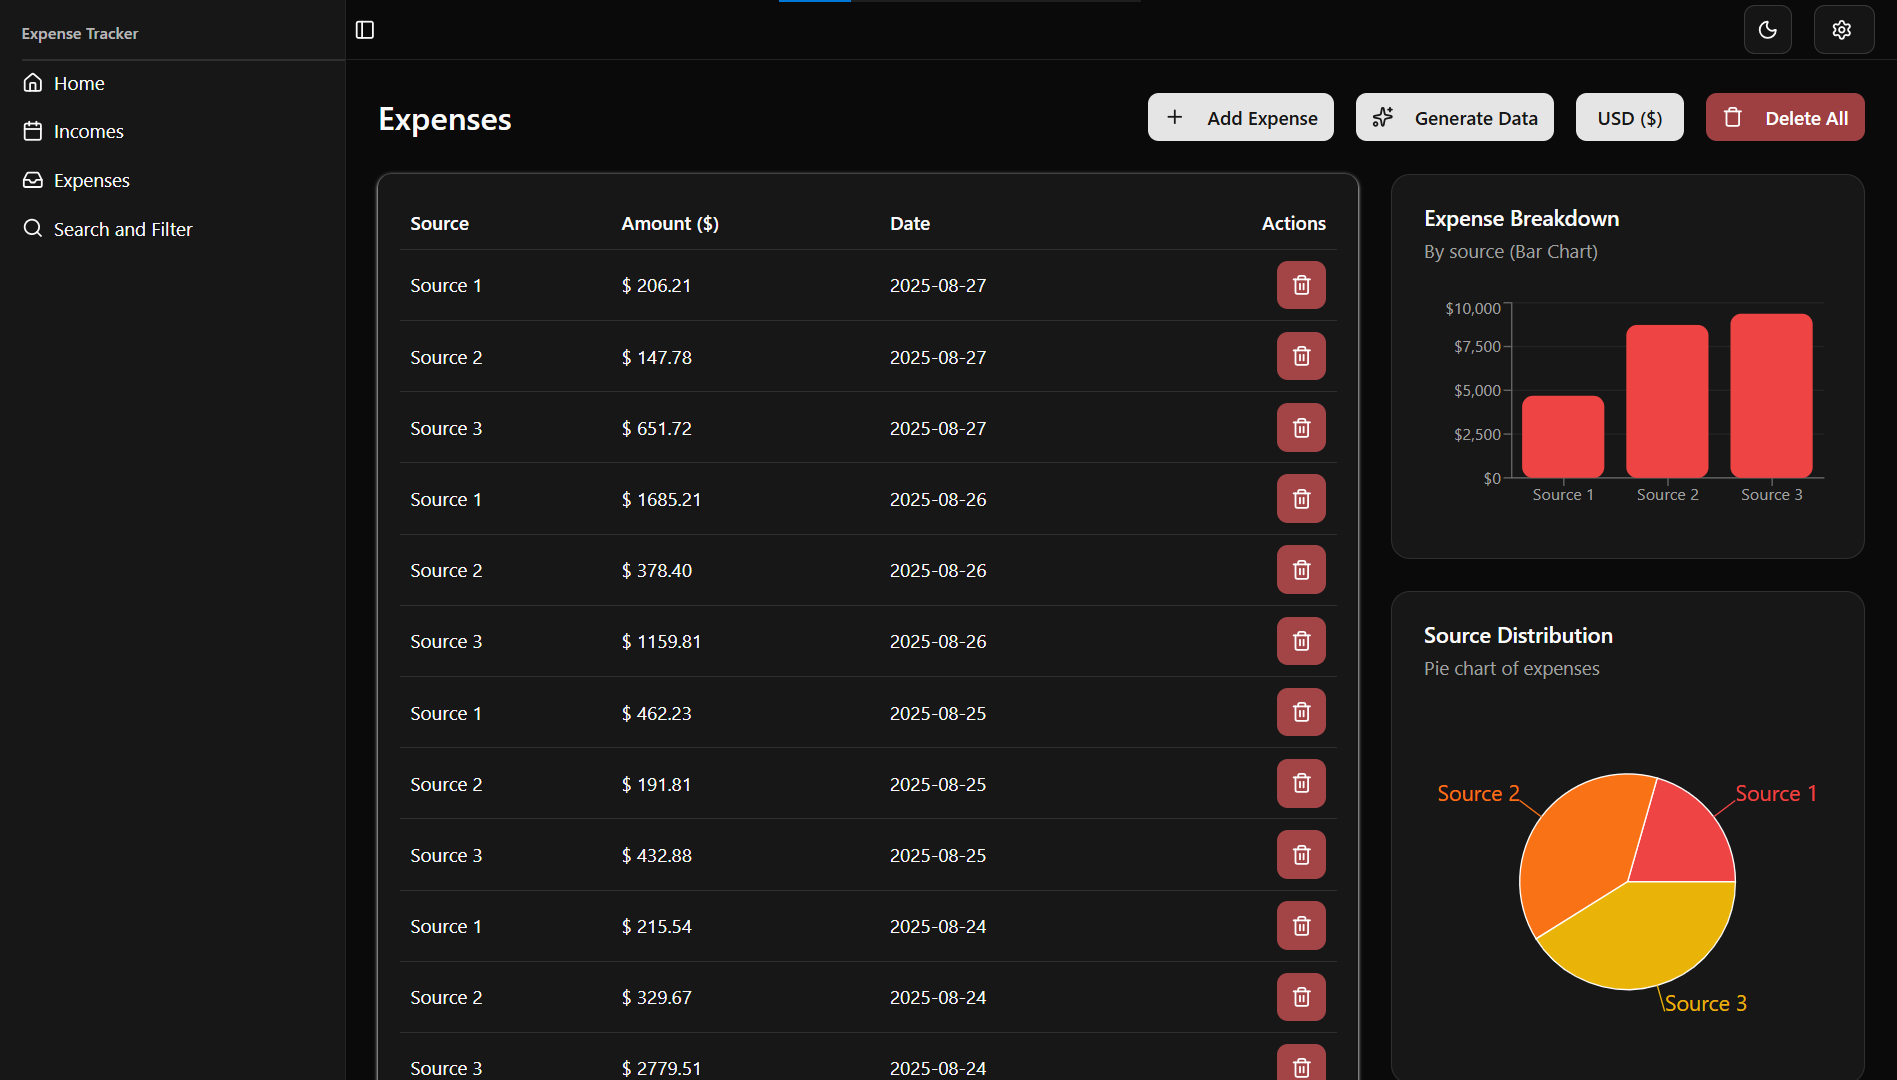 Expense Tracker
Home
Incomes
Expenses
Search and Filter
Expenses
Add Expense
Generate Data
USD ($)
Delete All
Source Amount ($) Date Actions
Source 1 $ 206.21 2025-08-27
Source 2 $ 147.78 2025-08-27
Source 3 $ 651.72 2025-08-27
Source 1 $ 1685.21 2025-08-26
Source 2 $ 378.40 2025-08-26
Source 3 $ 1159.81 2025-08-26
Source 1 $ 462.23 2025-08-25
Source 2 $ 191.81 2025-08-25
Source 3 $ 432.88 2025-08-25
Source 1 $ 215.54 2025-08-24
Source 2 $ 329.67 2025-08-24
Source 3 $ 2779.51 2025-08-24
Expense Breakdown
By source (Bar Chart)
$10,000
$7,500
$5,000
$2,500
$0
Source 1 Source 2 Source 3
Source Distribution
Pie chart of expenses
Source 2 Source 1
Source 3